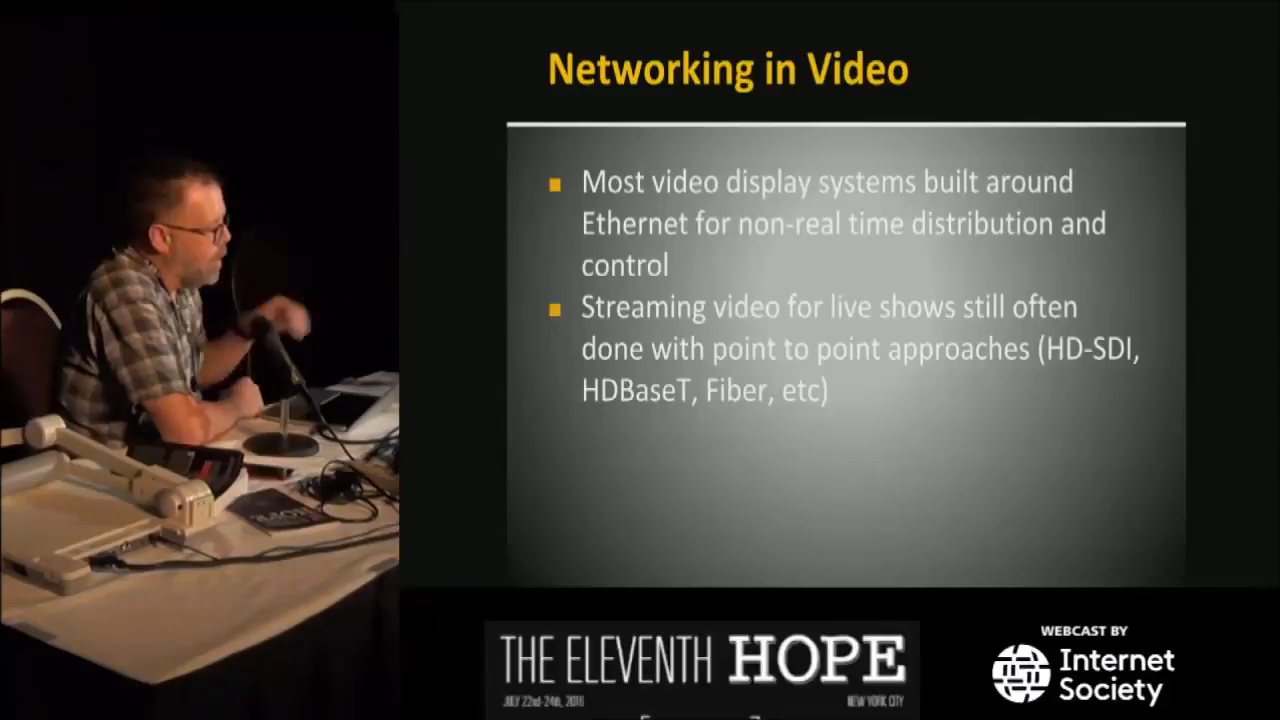 Networking in Video
Most video display systems built around
Ethernet for non-real time distribution and
control
Streaming video for live shows still often
done with point to point approaches (HD-SDI,
HDBaseT, Fiber, etc)
THE ELEVENTH HOPE
JULY 22nd-24th, 2016
NEW YORK CITY
WEBCAST BY
Internet
Society